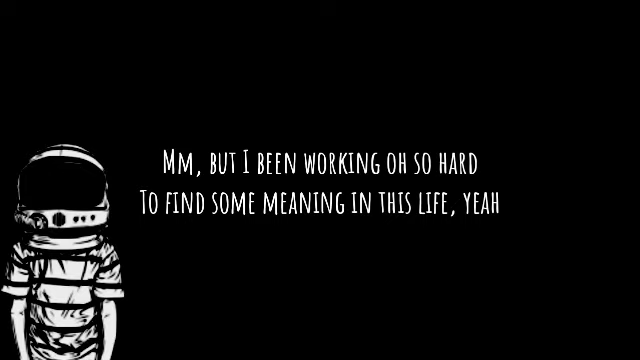 Mm, but I been working oh so hard
To find some meaning in this life, yeah